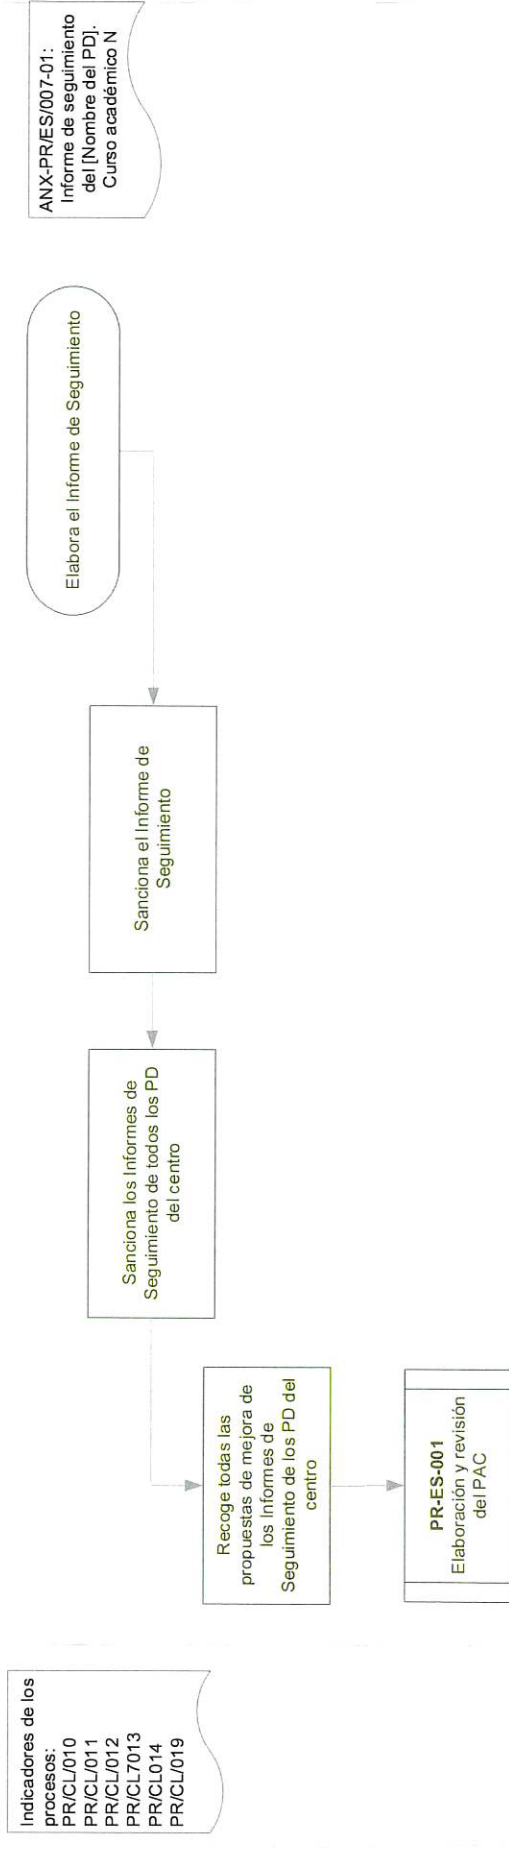 Indicadores de los
procesos:
PR/CL/010
PR/CL/011
PR/CL/012
PR/CL7013
PR/CL014
PR/CL/019
Elabora el Informe de Seguimiento
ANX-PR/ES/007-01:
Informe de seguimiento
del [Nombre del PD].
Curso académico N
Sanciona el Informe de
Seguimiento
Sanciona los Informes de
Seguimiento de todos los PD
del centro
Recoge todas las
propuestas de mejora de
los Informes de
Seguimiento de los PD del
centro
PR-ES-001
Elaboración y revisión
del PAC